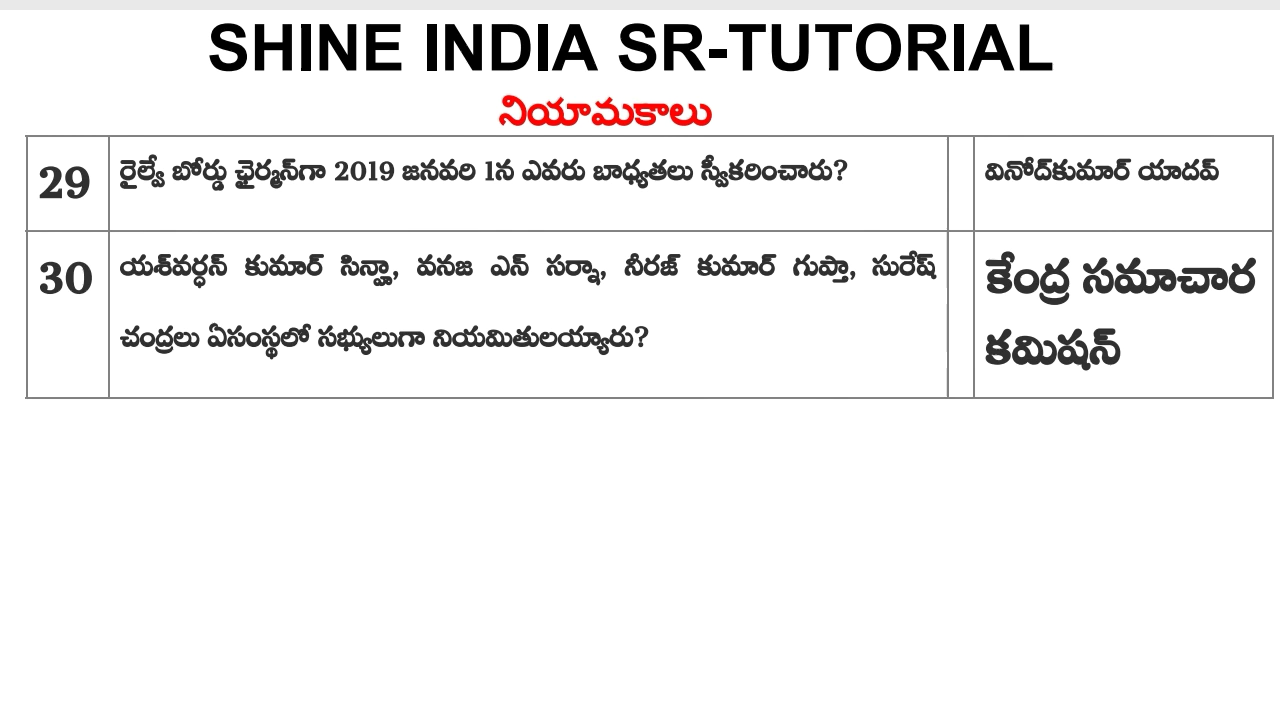 SHINE INDIA SR-TUTORIAL
నియామకాలు
29 రైల్వే బోర్డు ఛైర్మన్‌గా 2019 జనవరి 1న ఎవరు బాధ్యతలు స్వీకరించారు? వినోద్‌కుమార్ యాదవ్
30 యశ్‌వర్ధన్ కుమార్ సిన్హా, వనజ ఎన్ సర్నా, నీరజ్ కుమార్ గుప్తా, సురేష్ కేంద్ర సమాచార
చంద్రలు ఏసంస్థలో సభ్యులుగా నియమితులయ్యారు? కమిషన్